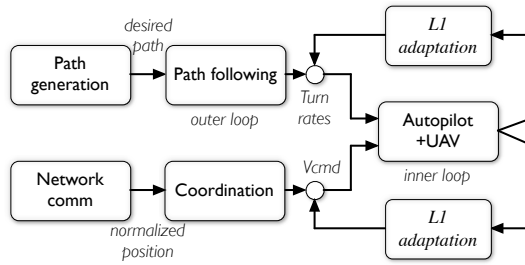 desired
path
L1
adaptation
Path
generation
Path following
outer loop
Turn
rates
Autopilot
+UAV
inner loop
Network
comm
Coordination
Vcmd
normalized
position
L1
adaptation